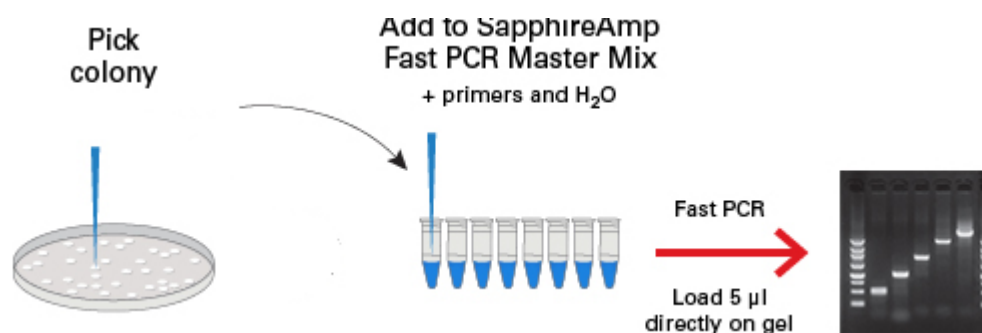 Pick
colony
Add to SapphireAmp
Fast PCR Master Mix
+ primers and H₂O
Fast PCR
Load 5 µl
directly on gel